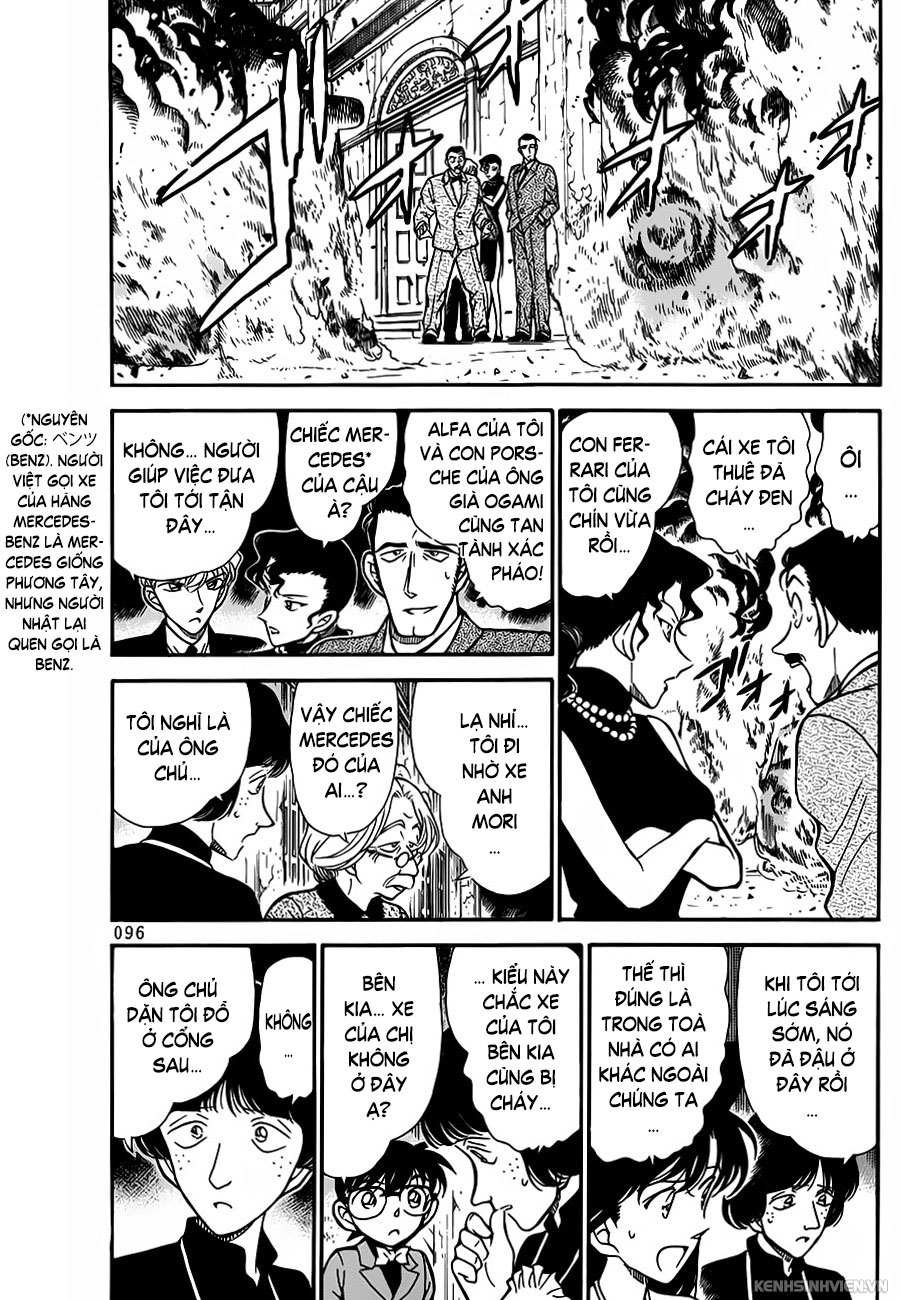 ゴ
オ
オ
オ
オ
ÔI
...
CÁI XE TÔI
THUÊ ĐÃ
CHÁY ĐEN
...
CON FER-
RARI CỦA
TÔI CŨNG
CHÍN VỪA
RỒI...
ALFA CỦA TÔI
VÀ CON PORS-
CHE CỦA ÔNG
GIÀ OGAMI
CŨNG TAN
TÀNH XÁC
PHÁO!
CHIẾC MER-
CEDES*
CỦA CẬU
À?
KHÔNG... NGƯỜI
GIÚP VIỆC ĐƯA
TÔI TỚI TẬN
ĐÂY...
(*NGUYÊN
GỐC: ベンツ
(BENZ). NGƯỜI
VIỆT GỌI XE
CỦA HÃNG
MERCEDES-
BENZ LÀ MER-
CEDES GIỐNG
PHƯƠNG TÂY,
NHƯNG NGƯỜI
NHẬT LẠI
QUEN GỌI LÀ
BENZ.
LẠ NHỈ...
TÔI ĐI
NHỜ XE
ANH
MORI
...
VẬY CHIẾC
MERCEDES
ĐÓ CỦA
AI...?
TÔI NGHĨ LÀ
CỦA ÔNG
CHỦ...
096
KHI TÔI TỚI
LÚC SÁNG
SỚM, NÓ
ĐÃ ĐẬU Ở
ĐÂY RỒI
...
THẾ THÌ
ĐÚNG LÀ
TRONG TOÀ
NHÀ CÓ AI
KHÁC NGOÀI
CHÚNG TA
...
... KIỂU NÀY
CHẮC XE
CỦA TÔI
BÊN KIA
CŨNG BỊ
CHÁY...
BÊN
KIA... XE
CỦA CHỊ
KHÔNG
Ở ĐÂY
Ạ?
KHÔNG
...
ÔNG CHỦ
DẶN TÔI ĐỖ
Ở CỔNG
SAU...
KENHSINHVIEN.VN